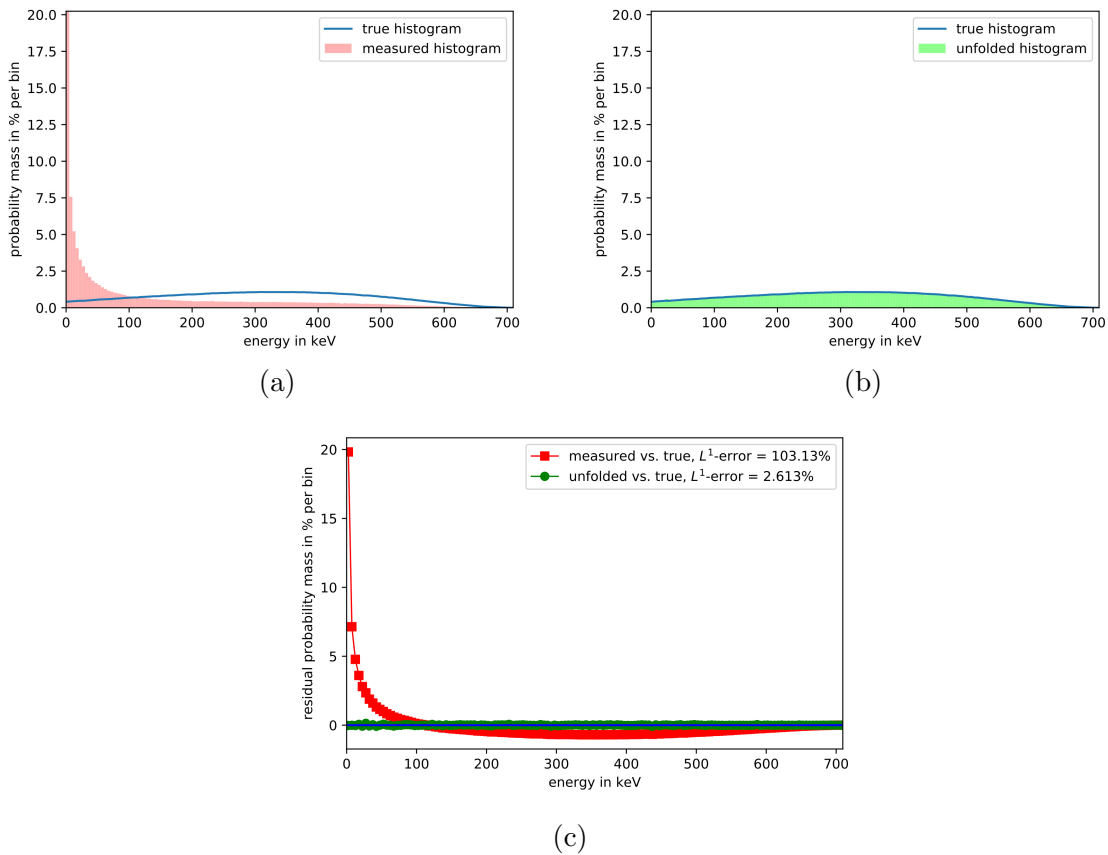 true histogram
measured histogram
probability mass in % per bin
20.0
17.5
15.0
12.5
10.0
7.5
5.0
2.5
0.0
0 100 200 300 400 500 600 700
energy in keV
(a)
true histogram
unfolded histogram
probability mass in % per bin
20.0
17.5
15.0
12.5
10.0
7.5
5.0
2.5
0.0
0 100 200 300 400 500 600 700
energy in keV
(b)
measured vs. true, L¹-error = 103.13%
unfolded vs. true, L¹-error = 2.613%
residual probability mass in % per bin
20
15
10
5
0
0 100 200 300 400 500 600 700
energy in keV
(c)